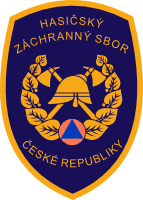 HASIČSKÝ
ZÁCHRANNÝ SBOR
ČESKÉ REPUBLIKY